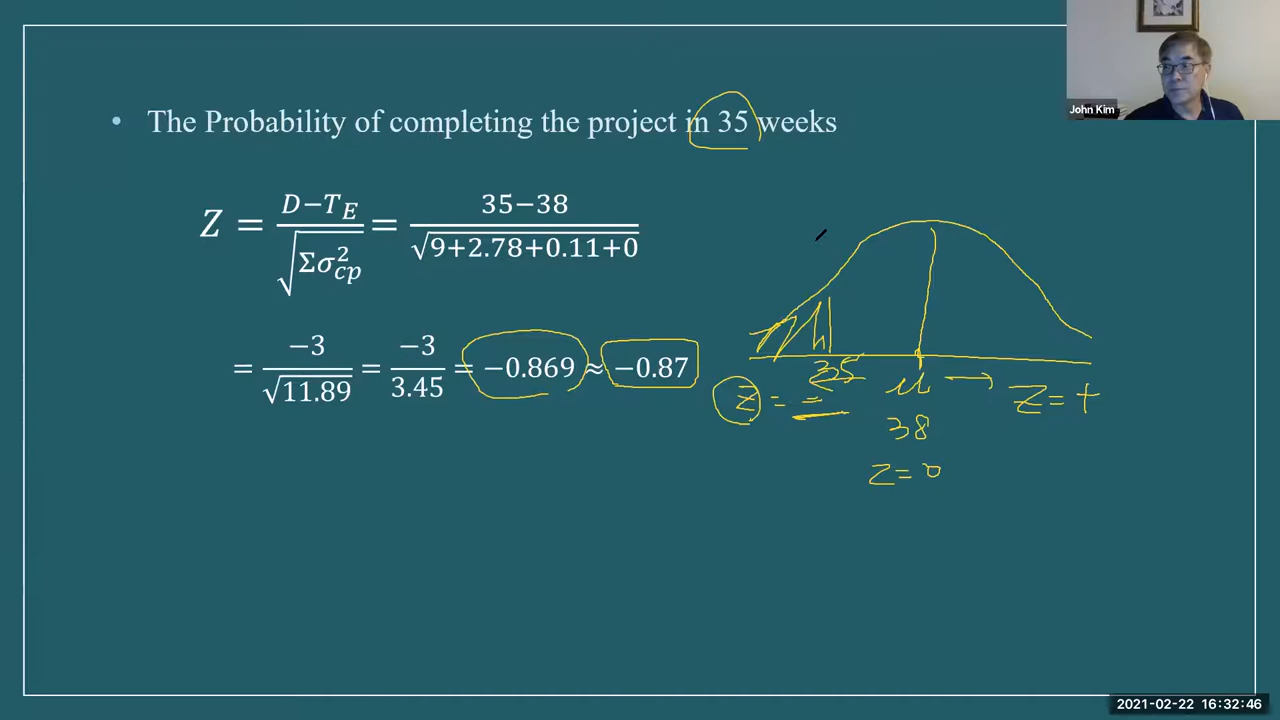 John Kim
• The Probability of completing the project in 35 weeks
Z = (D−T_E)/√(Σσ²_cp) = (35−38)/√(9+2.78+0.11+0)
= −3/√11.89 = −3/3.45 = −0.869 ≈ −0.87
35 μ → Z = +
Z = −
38
Z = 0
2021-02-22 16:32:46